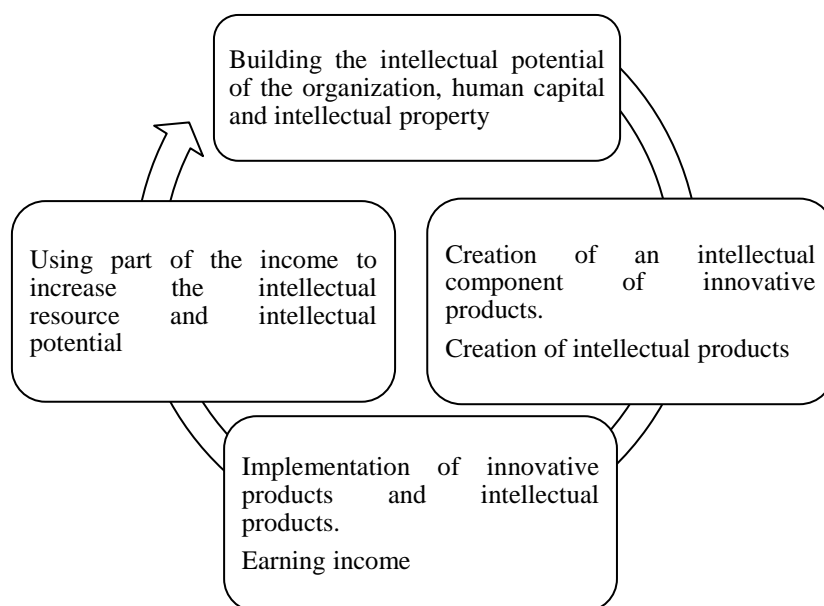 Building the intellectual potential
of the organization, human capital
and intellectual property
Creation of an intellectual
component of innovative
products.
Creation of intellectual products
Implementation of innovative
products and intellectual
products.
Earning income
Using part of the income to
increase the intellectual
resource and intellectual
potential